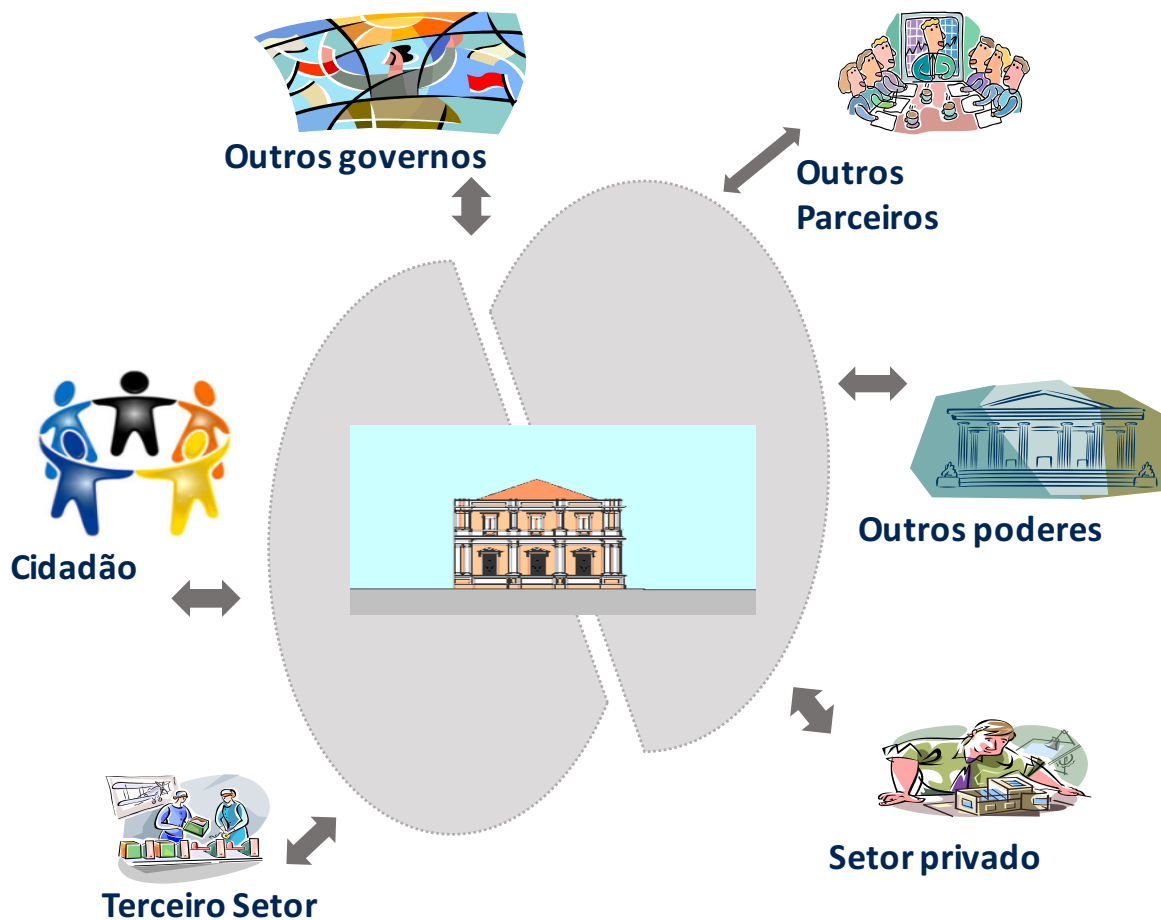 Outros governos
Outros
Parceiros
Cidadão
Outros poderes
Terceiro Setor
Setor privado